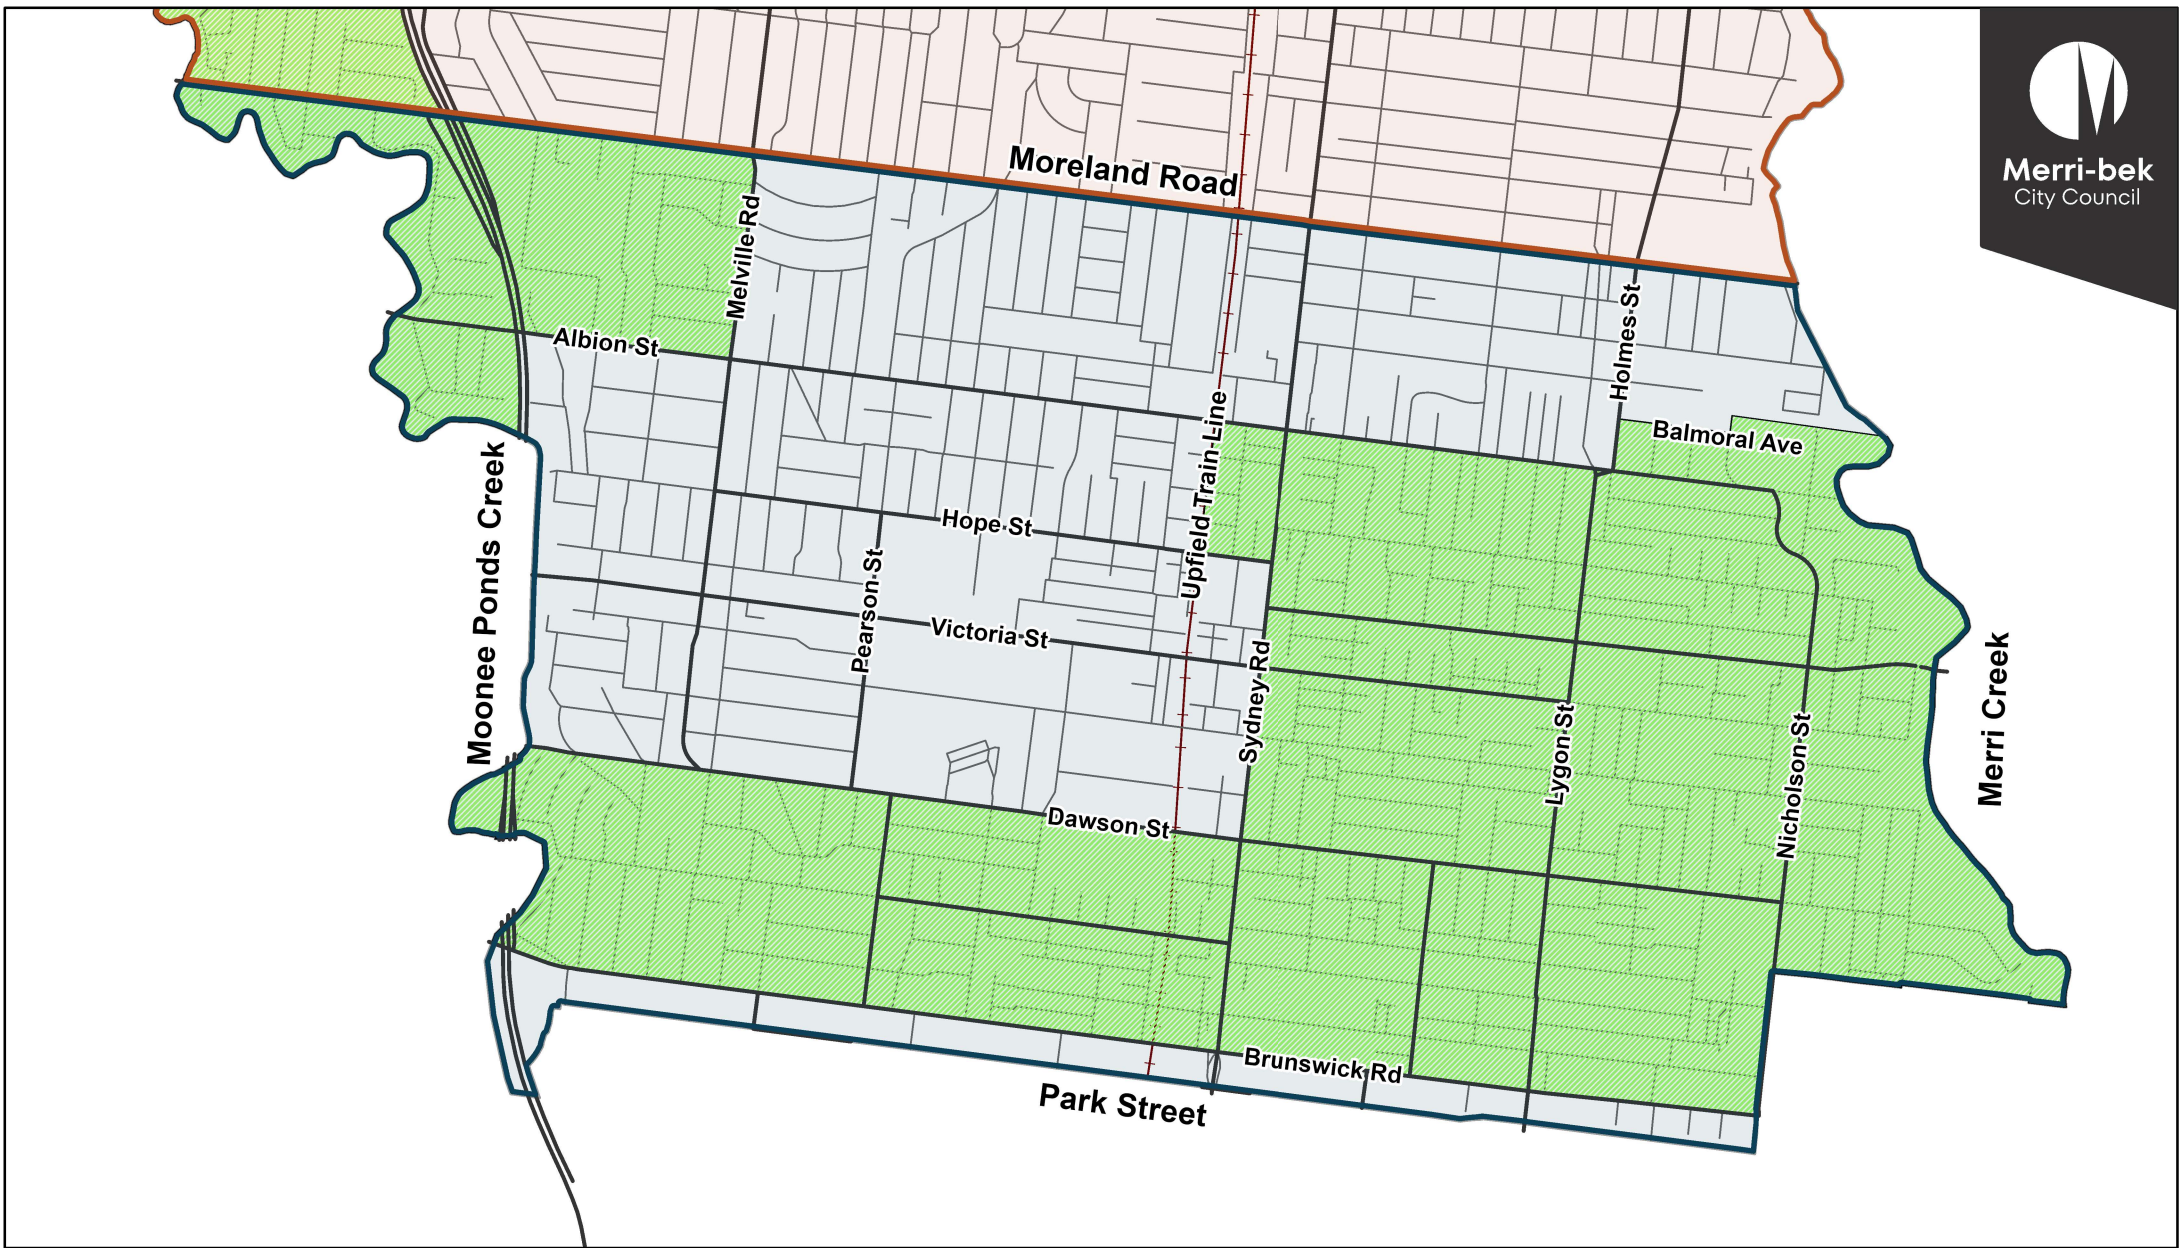 Merri-bek
City Council
Moreland Road
Melville Rd
Albion St
Holmes St
Balmoral Ave
Upfield Train Line
Hope St
Moonee Ponds Creek
Pearson St
Victoria St
Sydney Rd
Merri Creek
Lygon St
Nicholson St
Dawson St
Brunswick Rd
Park Street